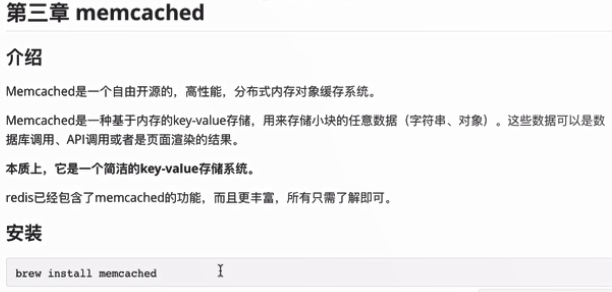 第三章 memcached
介绍
Memcached是一个自由开源的，高性能，分布式内存对象缓存系统。
Memcached是一种基于内存的key-value存储，用来存储小块的任意数据（字符串、对象）。这些数据可以是数
据库调用、API调用或者是页面渲染的结果。
本质上，它是一个简洁的key-value存储系统。
redis已经包含了memcached的功能，而且更丰富，所有只需了解即可。
安装
brew install memcached